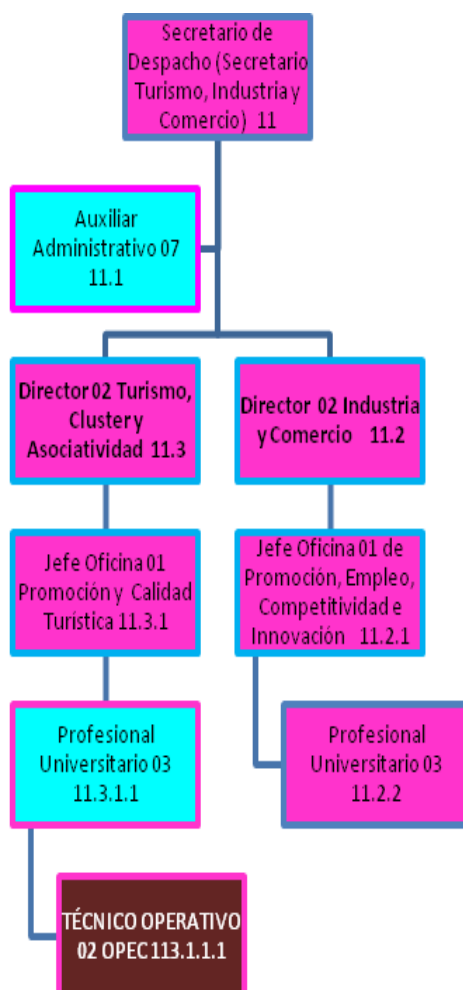 Secretario de
Despacho (Secretario
Turismo, Industria y
Comercio) 11
Auxiliar
Administrativo 07
11.1
Director 02 Turismo,
Cluster y
Asociatividad 11.3
Director 02 Industria
y Comercio 11.2
Jefe Oficina 01
Promoción y Calidad
Turística 11.3.1
Jefe Oficina 01 de
Promoción, Empleo,
Competitividad e
Innovación 11.2.1
Profesional
Universitario 03
11.3.1.1
Profesional
Universitario 03
11.2.2
TÉCNICO OPERATIVO
02 OPEC 113.1.1.1